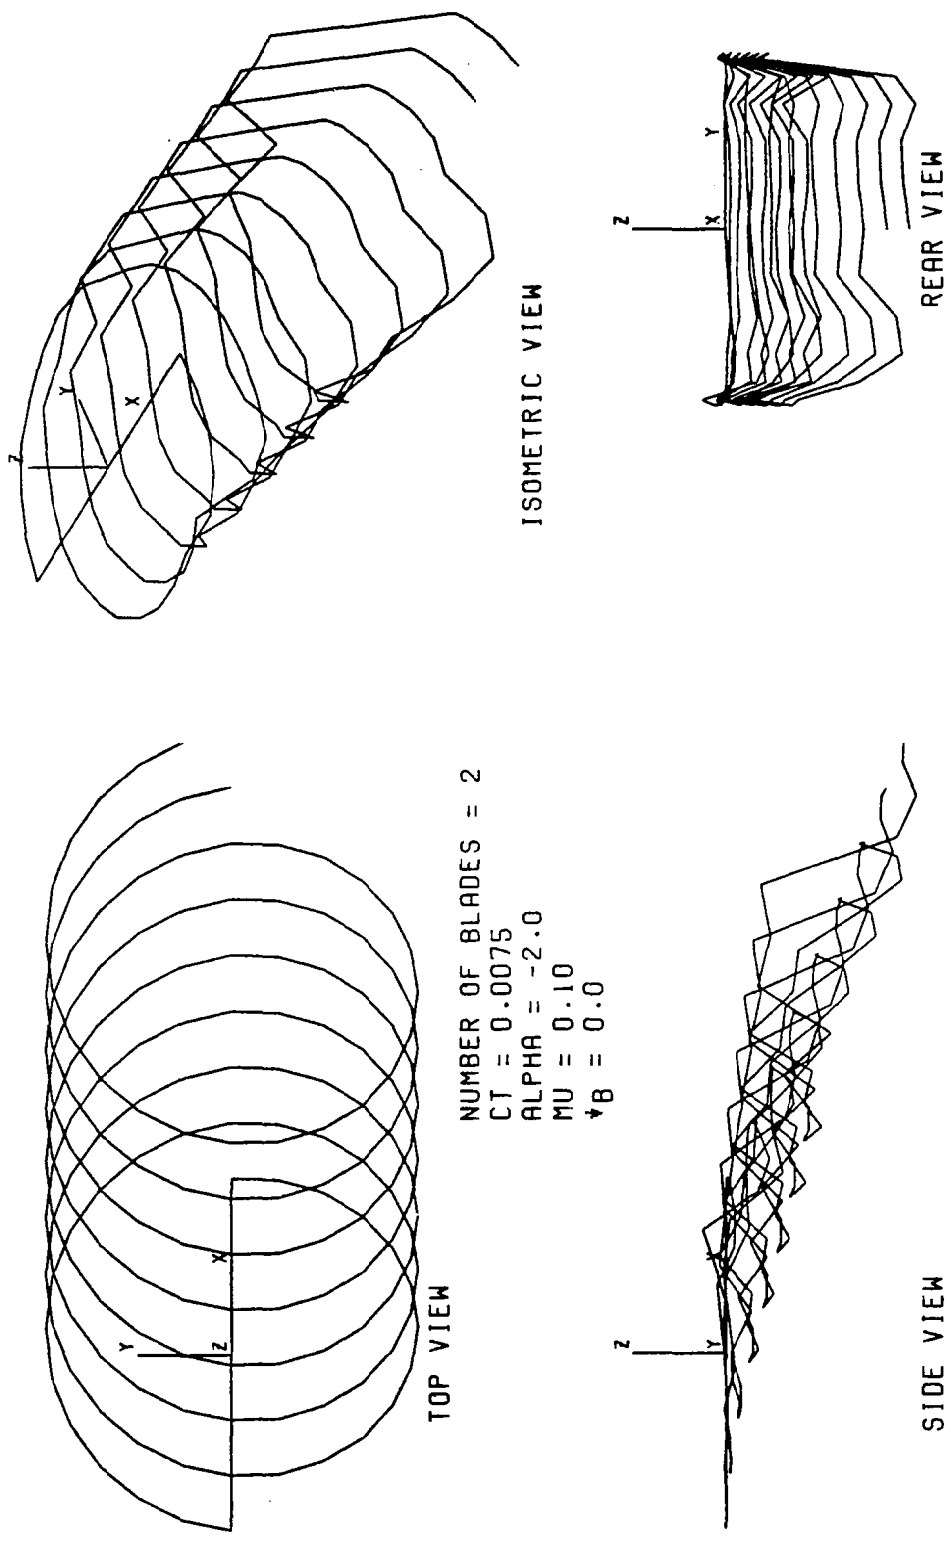 Y
Z
X
TOP VIEW
Z
Y
X
ISOMETRIC VIEW
NUMBER OF BLADES = 2
CT = 0.0075
ALPHA = -2.0
MU = 0.10
ΨB = 0.0
Z
X
Y
SIDE VIEW
Z
X
Y
REAR VIEW